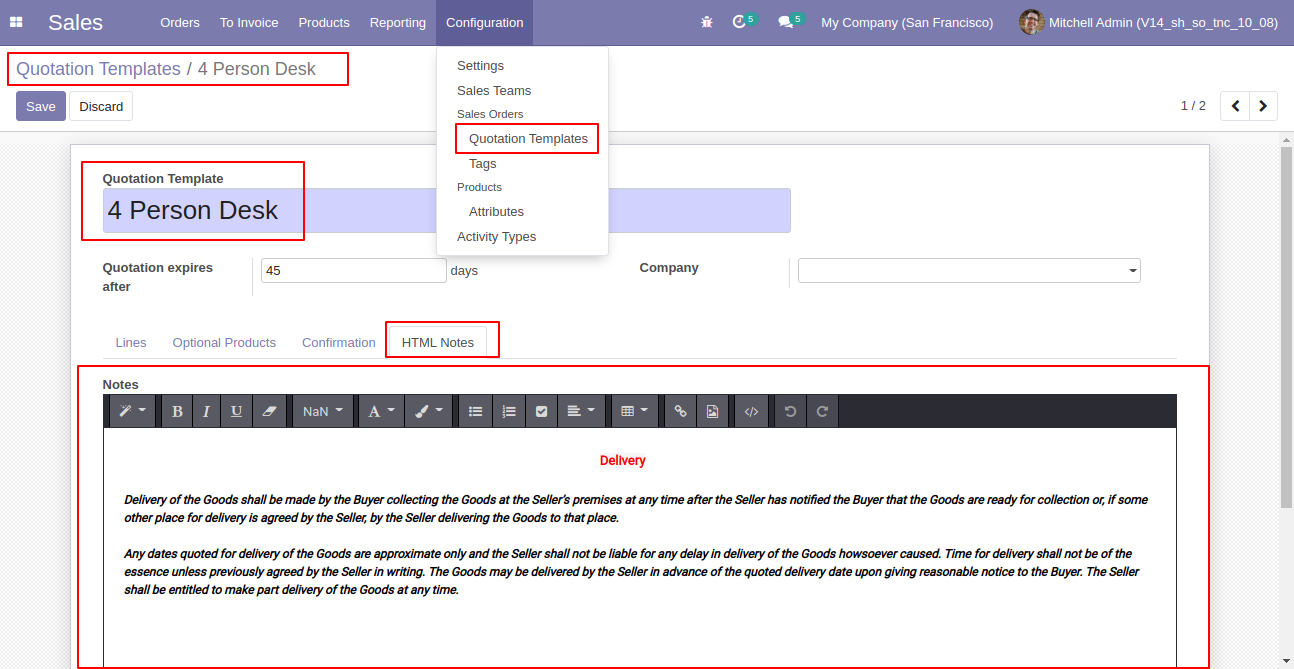 Sales Orders To Invoice Products Reporting Configuration 5 5 My Company (San Francisco) Mitchell Admin (V14_sh_so_tnc_10_08)
Quotation Templates / 4 Person Desk
Save Discard
1 / 2
Settings
Sales Teams
Sales Orders
Quotation Templates
Tags
Products
Attributes
Activity Types
Quotation Template
4 Person Desk
Quotation expires
after
45 days
Company
Lines Optional Products Confirmation HTML Notes
Notes
B I U NaN A
Delivery
Delivery of the Goods shall be made by the Buyer collecting the Goods at the Seller's premises at any time after the Seller has notified the Buyer that the Goods are ready for collection or, if some
other place for delivery is agreed by the Seller, by the Seller delivering the Goods to that place.
Any dates quoted for delivery of the Goods are approximate only and the Seller shall not be liable for any delay in delivery of the Goods howsoever caused. Time for delivery shall not be of the
essence unless previously agreed by the Seller in writing. The Goods may be delivered by the Seller in advance of the quoted delivery date upon giving reasonable notice to the Buyer. The Seller
shall be entitled to make part delivery of the Goods at any time.